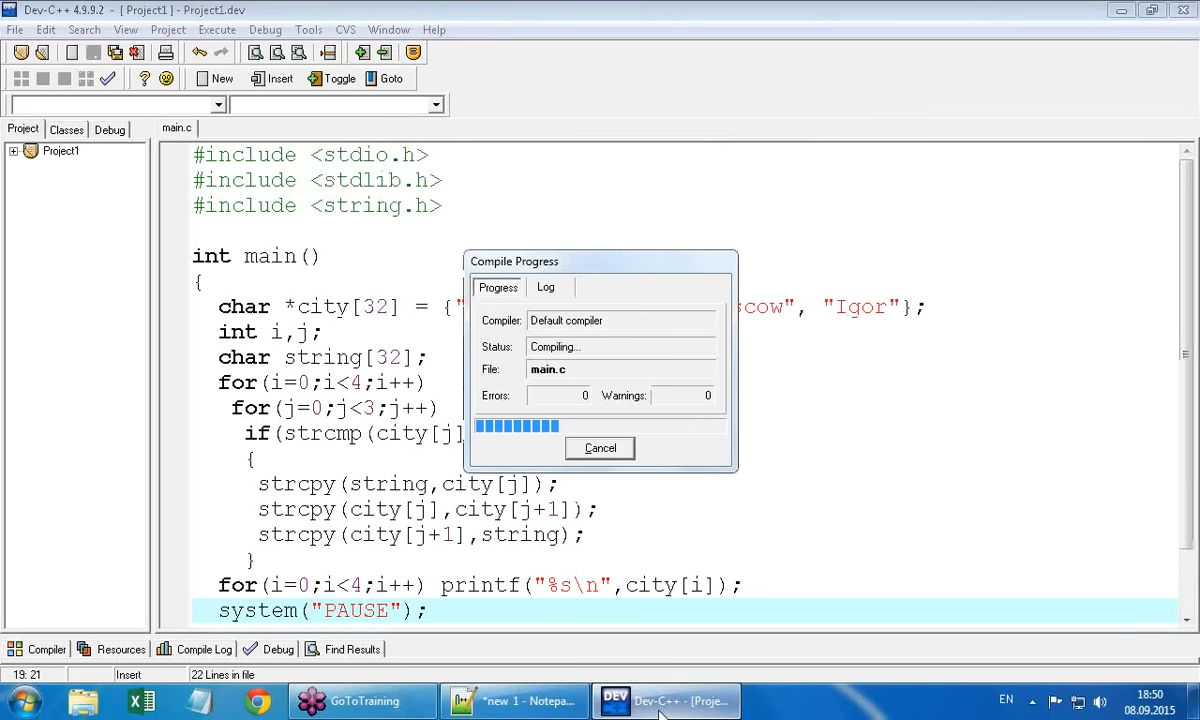 Dev-C++ 4.9.9.2 - [ Project1 ] - Project1.dev
File Edit Search View Project Execute Debug Tools CVS Window Help
New Insert Toggle Goto
Project Classes Debug main.c
Project1
#include <stdio.h>
#include <stdlib.h>
#include <string.h>
int main()
{
char *city[32] = {" scow", "Igor"};
int i,j;
char string[32];
for(i=0;i<4;i++)
for(j=0;j<3;j++)
if(strcmp(city[j]
{
strcpy(string,city[j]);
strcpy(city[j],city[j+1]);
strcpy(city[j+1],string);
}
for(i=0;i<4;i++) printf("%s\n",city[i]);
system("PAUSE");
Compile Progress
Progress Log
Compiler: Default compiler
Status: Compiling...
File: main.c
Errors: 0 Warnings: 0
Cancel
Compiler Resources Compile Log Debug Find Results
19: 21 Insert 22 Lines in file
GoToTraining *new 1 - Notepa... DEV Dev-C++ - [Proje...
EN 18:50
08.09.2015